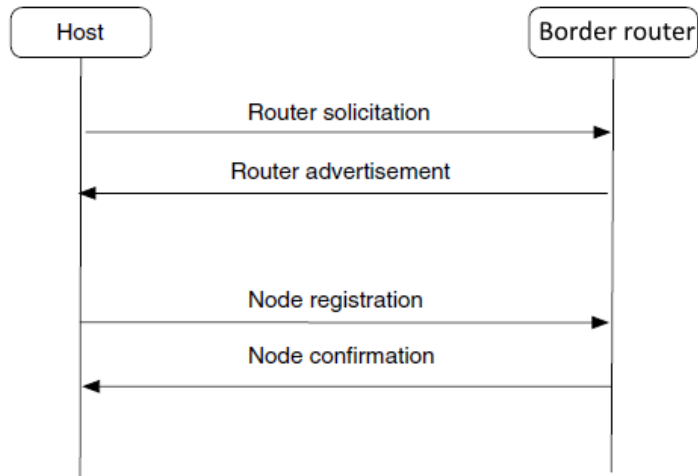 Host
Border router
Router solicitation
Router advertisement
Node registration
Node confirmation